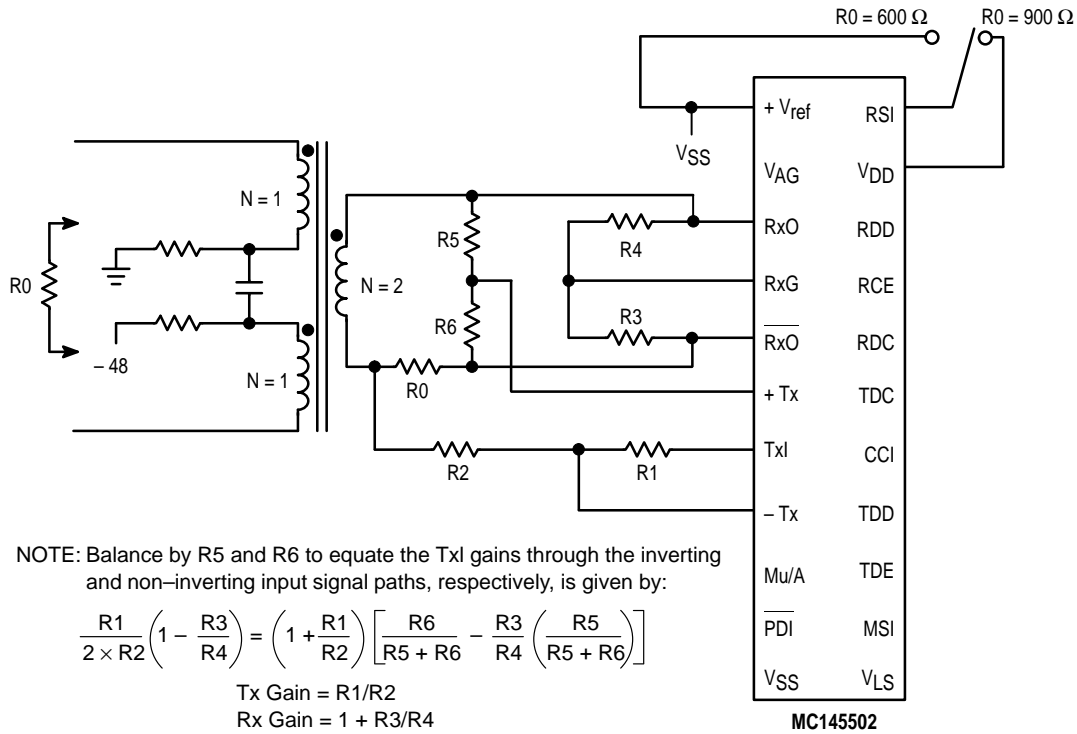 R0 = 600 Ω
R0 = 900 Ω
+ Vref
RSI
VSS
VAG
VDD
N = 1
RxO
RDD
R5
R4
R0
N = 2
RxG
RCE
R6
R3
RxO
RDC
– 48
N = 1
R0
+ Tx
TDC
TxI
CCI
R2
R1
– Tx
TDD
NOTE: Balance by R5 and R6 to equate the TxI gains through the inverting
and non–inverting input signal paths, respectively, is given by:
Mu/A
TDE
R1/(2 × R2) (1 – R3/R4) = (1 + R1/R2) [R6/(R5 + R6) – R3/R4 (R5/(R5 + R6))]
PDI
MSI
Tx Gain = R1/R2
VSS
VLS
Rx Gain = 1 + R3/R4
MC145502